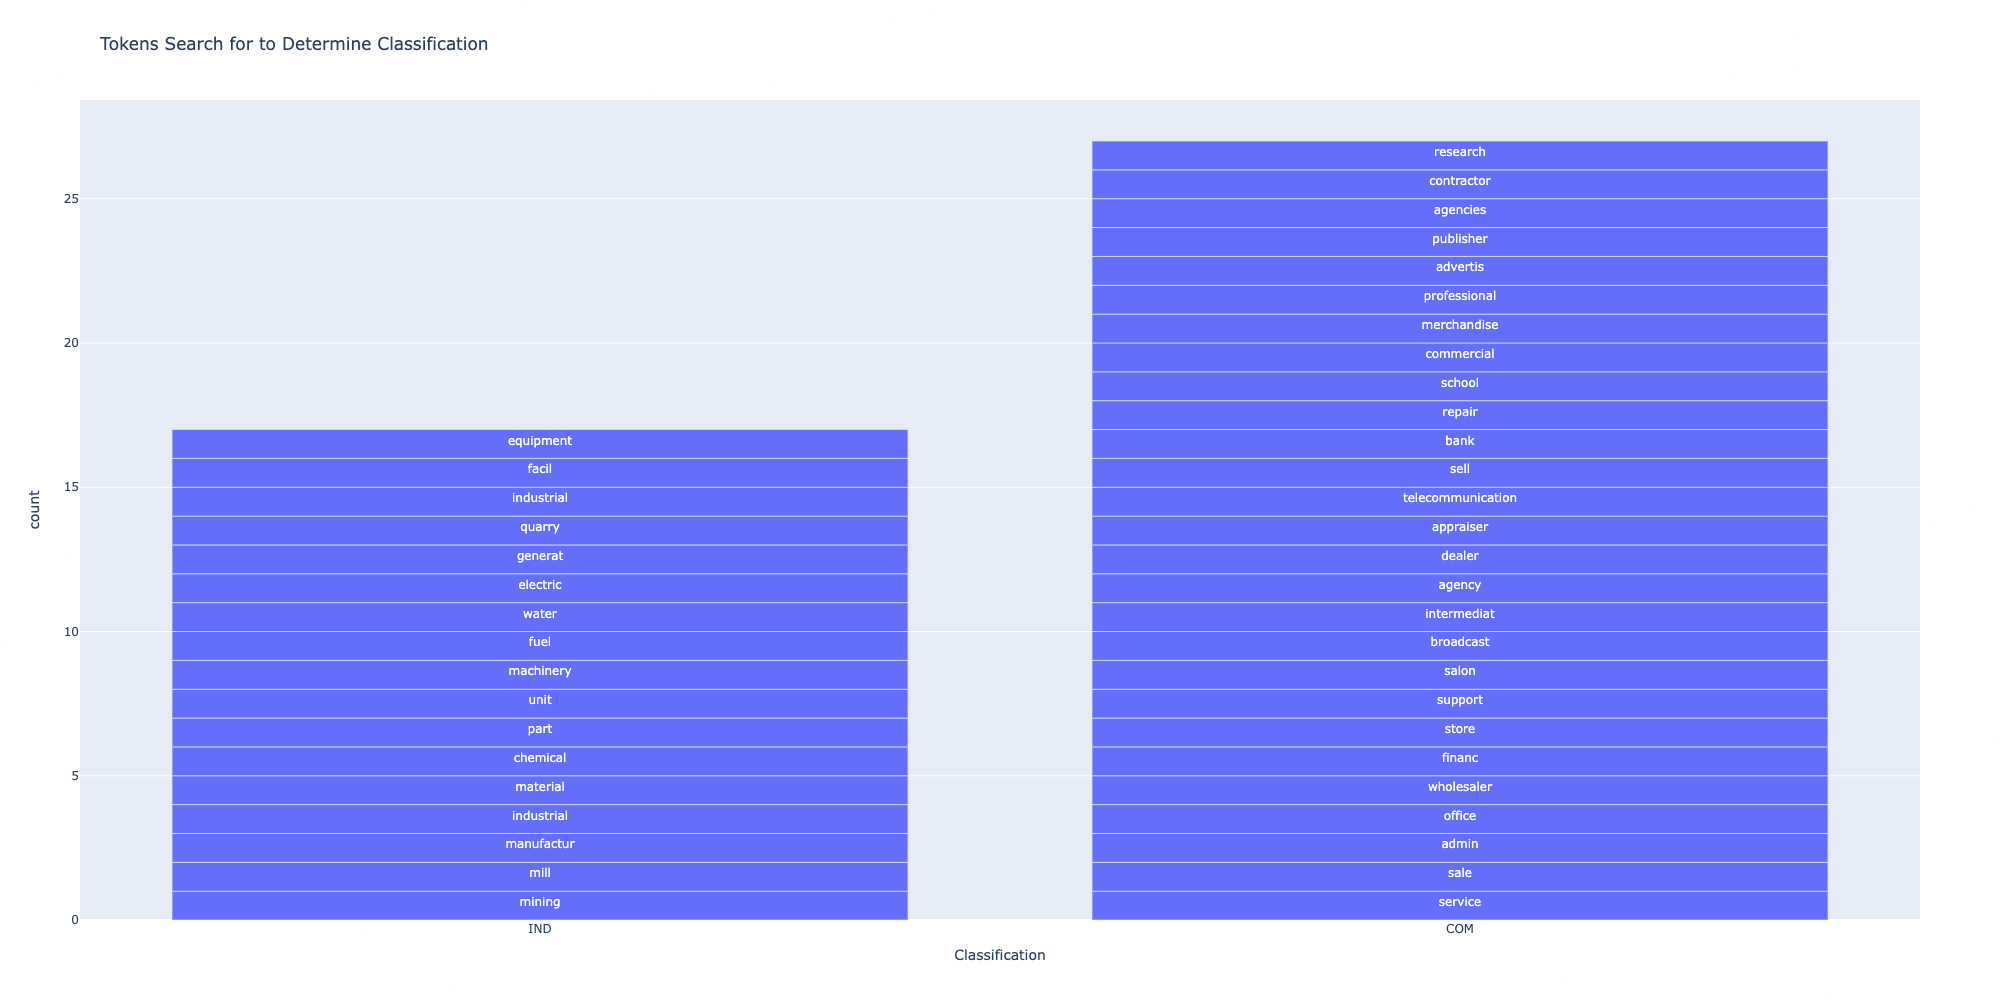 Tokens Search for to Determine Classification
count
25
20
15
10
5
0
equipment
facil
industrial
quarry
generat
electric
water
fuel
machinery
unit
part
chemical
material
industrial
manufactur
mill
mining
research
contractor
agencies
publisher
advertis
professional
merchandise
commercial
school
repair
bank
sell
telecommunication
appraiser
dealer
agency
intermediat
broadcast
salon
support
store
financ
wholesaler
office
admin
sale
service
IND
COM
Classification